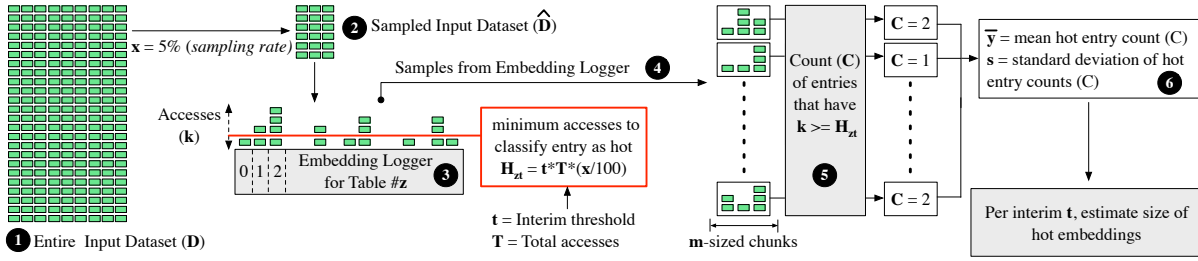 1 Entire Input Dataset (D)
x = 5% (sampling rate)
2 Sampled Input Dataset (D̂)
Accesses
(k)
0 1 2
Embedding Logger
for Table #z
3
Samples from Embedding Logger 4
minimum accesses to
classify entry as hot
H_zt = t*T*(x/100)
t = Interim threshold
T = Total accesses
m-sized chunks
Count (C)
of entries
that have
k >= H_zt
5
C = 2
C = 1
C = 2
y̅ = mean hot entry count (C)
s = standard deviation of hot
entry counts (C)
6
Per interim t, estimate size of
hot embeddings